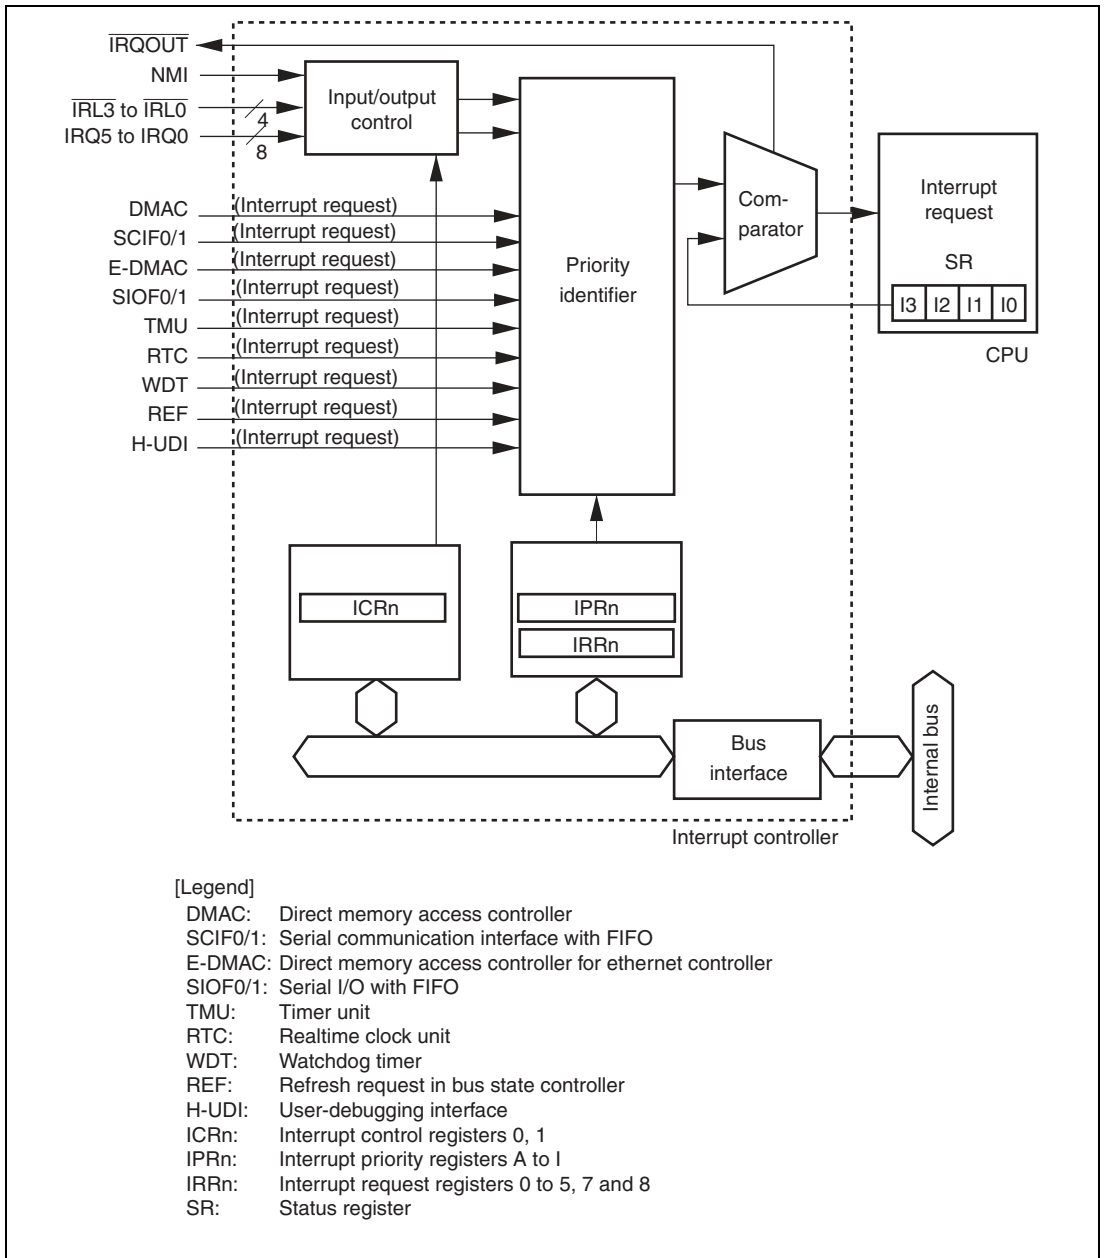 IRQOUT
NMI
IRL3 to IRL0
4
IRQ5 to IRQ0
8
Input/output
control
DMAC (Interrupt request)
SCIF0/1 (Interrupt request)
E-DMAC (Interrupt request)
SIOF0/1 (Interrupt request)
TMU (Interrupt request)
RTC (Interrupt request)
WDT (Interrupt request)
REF (Interrupt request)
H-UDI (Interrupt request)
Priority
identifier
Com-
parator
Interrupt
request
SR
I3 I2 I1 I0
CPU
ICRn
IPRn
IRRn
Bus
interface
Internal bus
Interrupt controller
[Legend]
DMAC: Direct memory access controller
SCIF0/1: Serial communication interface with FIFO
E-DMAC: Direct memory access controller for ethernet controller
SIOF0/1: Serial I/O with FIFO
TMU: Timer unit
RTC: Realtime clock unit
WDT: Watchdog timer
REF: Refresh request in bus state controller
H-UDI: User-debugging interface
ICRn: Interrupt control registers 0, 1
IPRn: Interrupt priority registers A to I
IRRn: Interrupt request registers 0 to 5, 7 and 8
SR: Status register